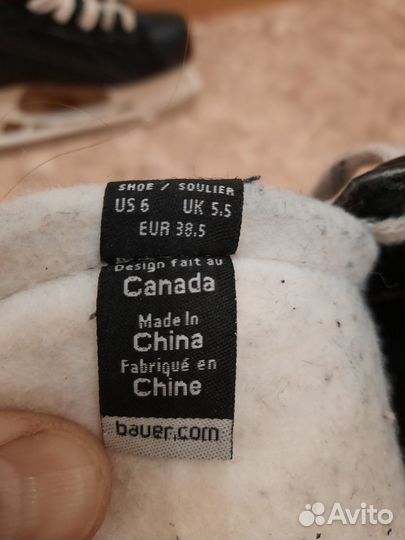 SHOE / SOULIER
US 6 UK 5.5
EUR 38.5
Design fait au
Canada
Made In
China
Fabriqué en
Chine
bauer.com
Avito